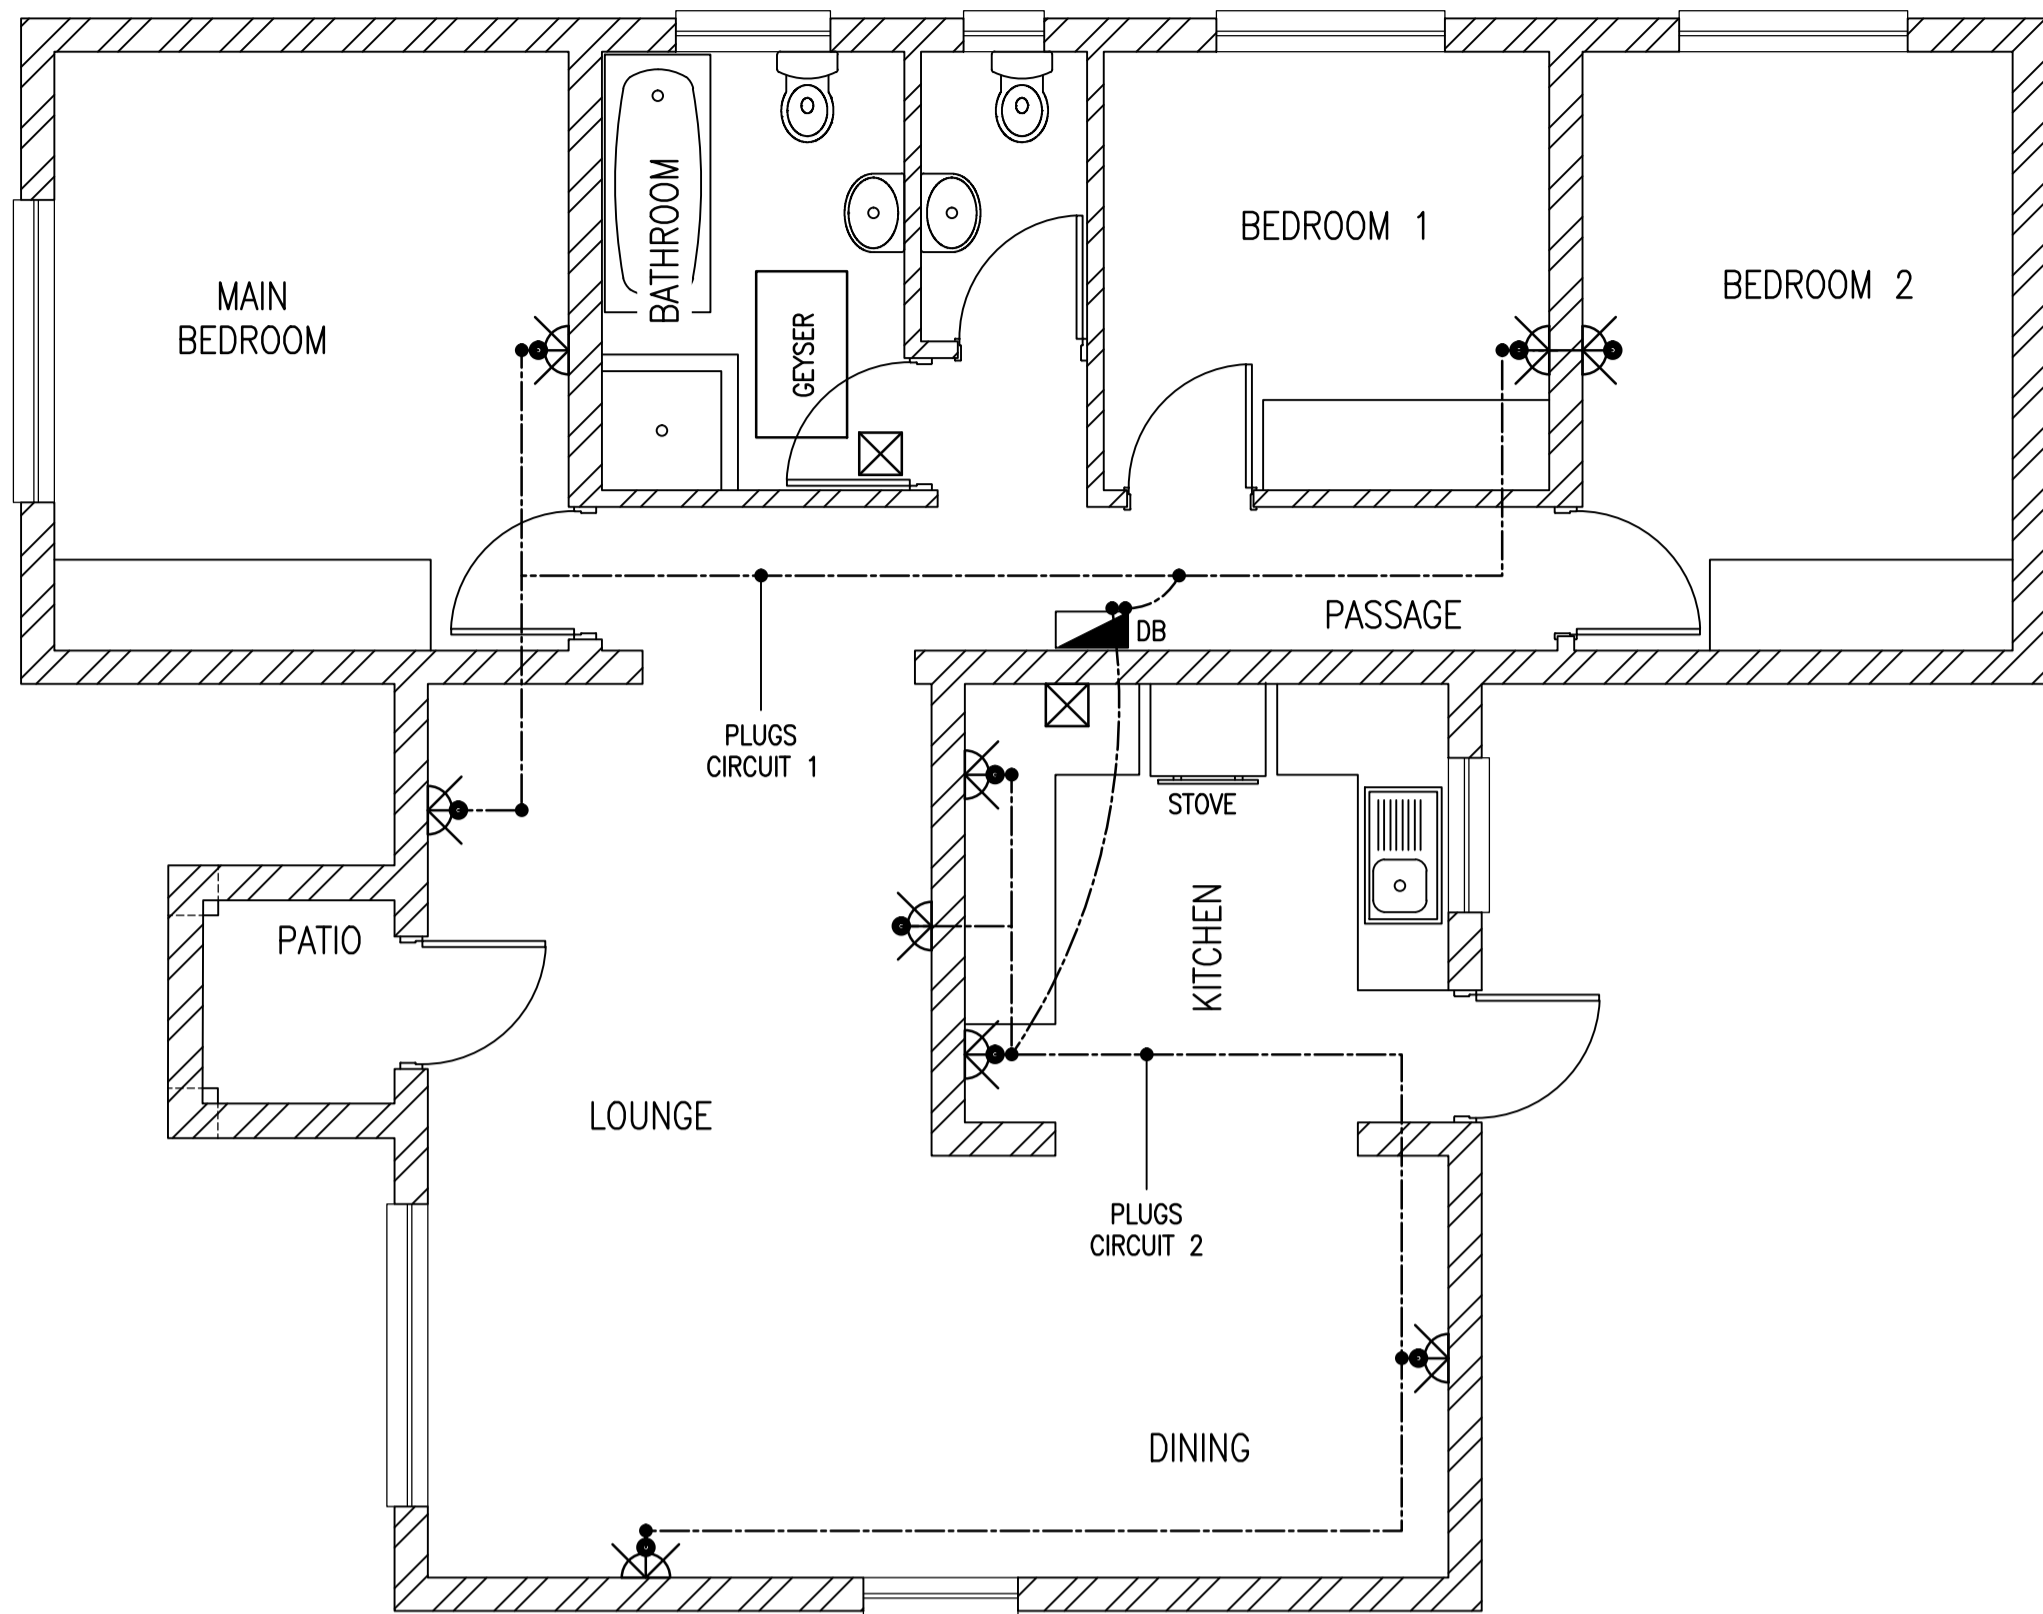 BATHROOM
BEDROOM 1
BEDROOM 2
MAIN
BEDROOM
GEYSER
PASSAGE
DB
PLUGS
CIRCUIT 1
STOVE
PATIO
KITCHEN
LOUNGE
PLUGS
CIRCUIT 2
DINING